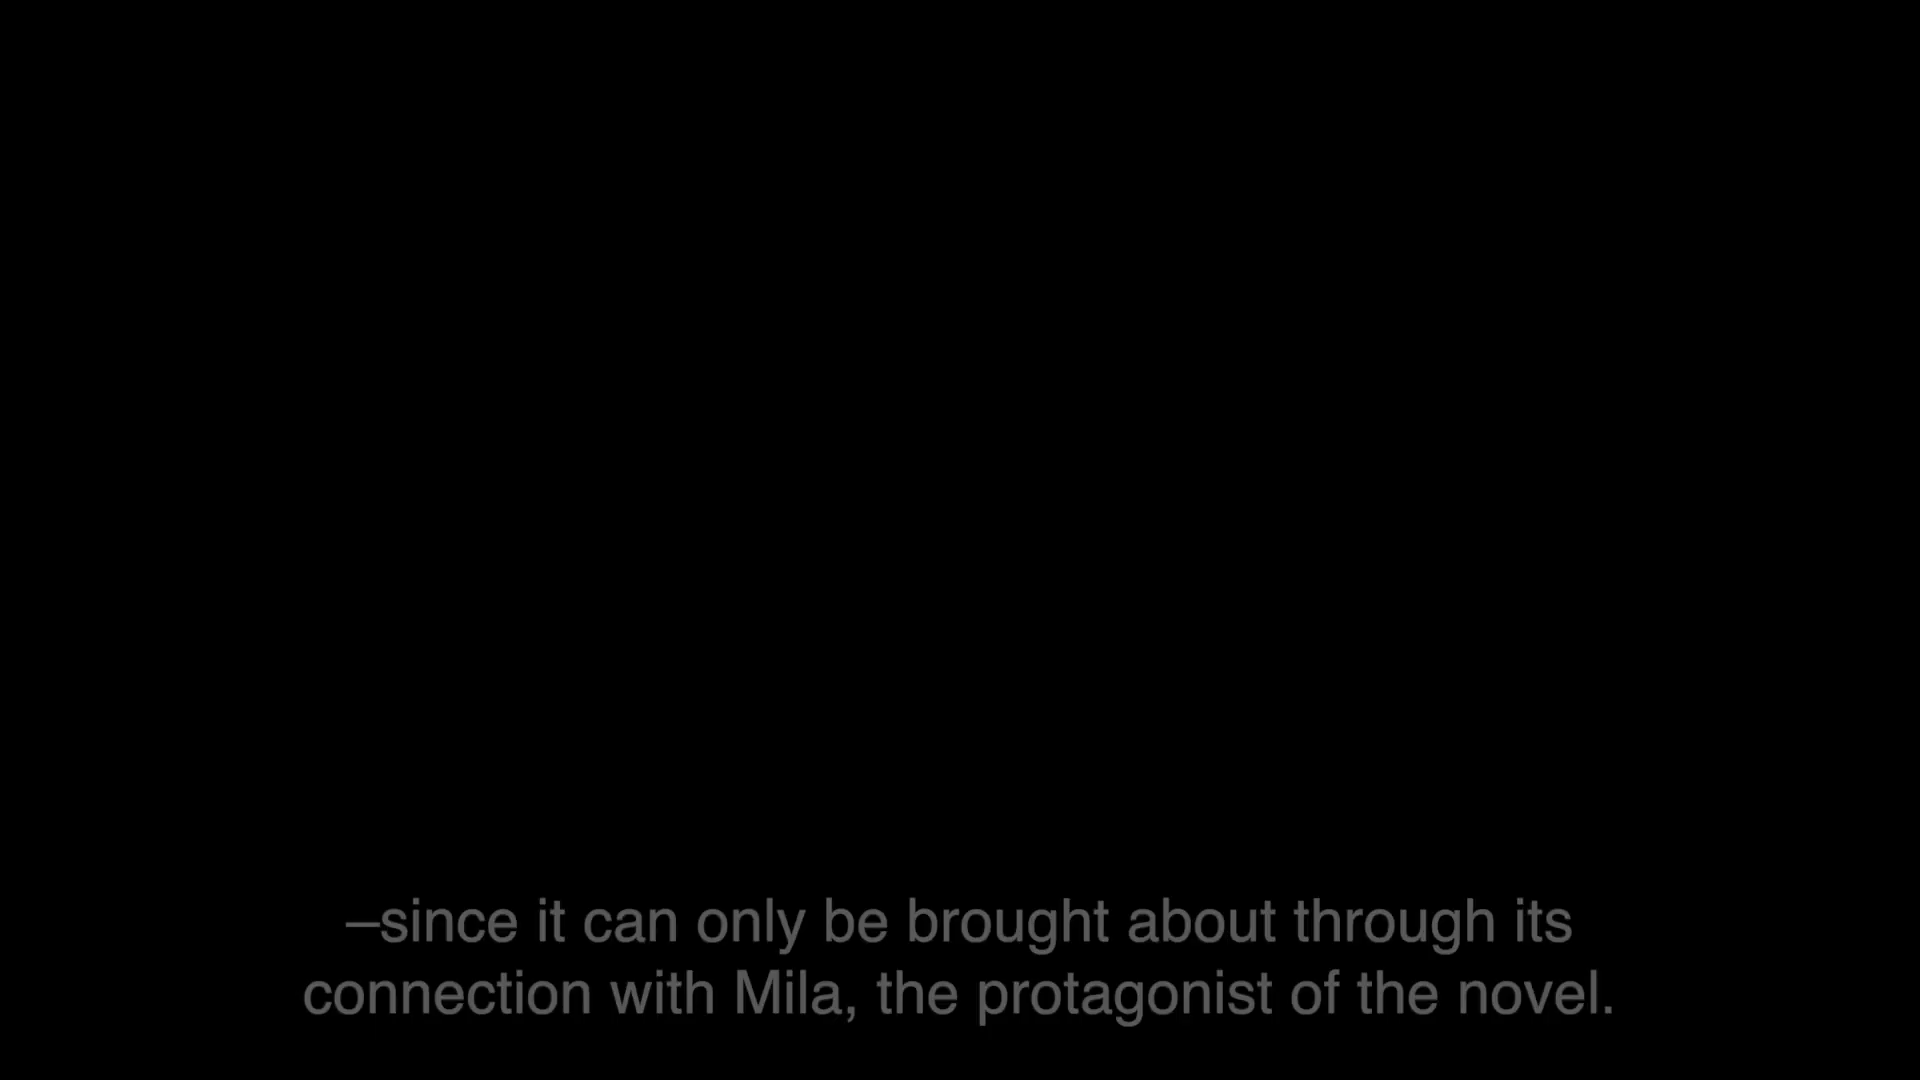 –since it can only be brought about through its
connection with Mila, the protagonist of the novel.